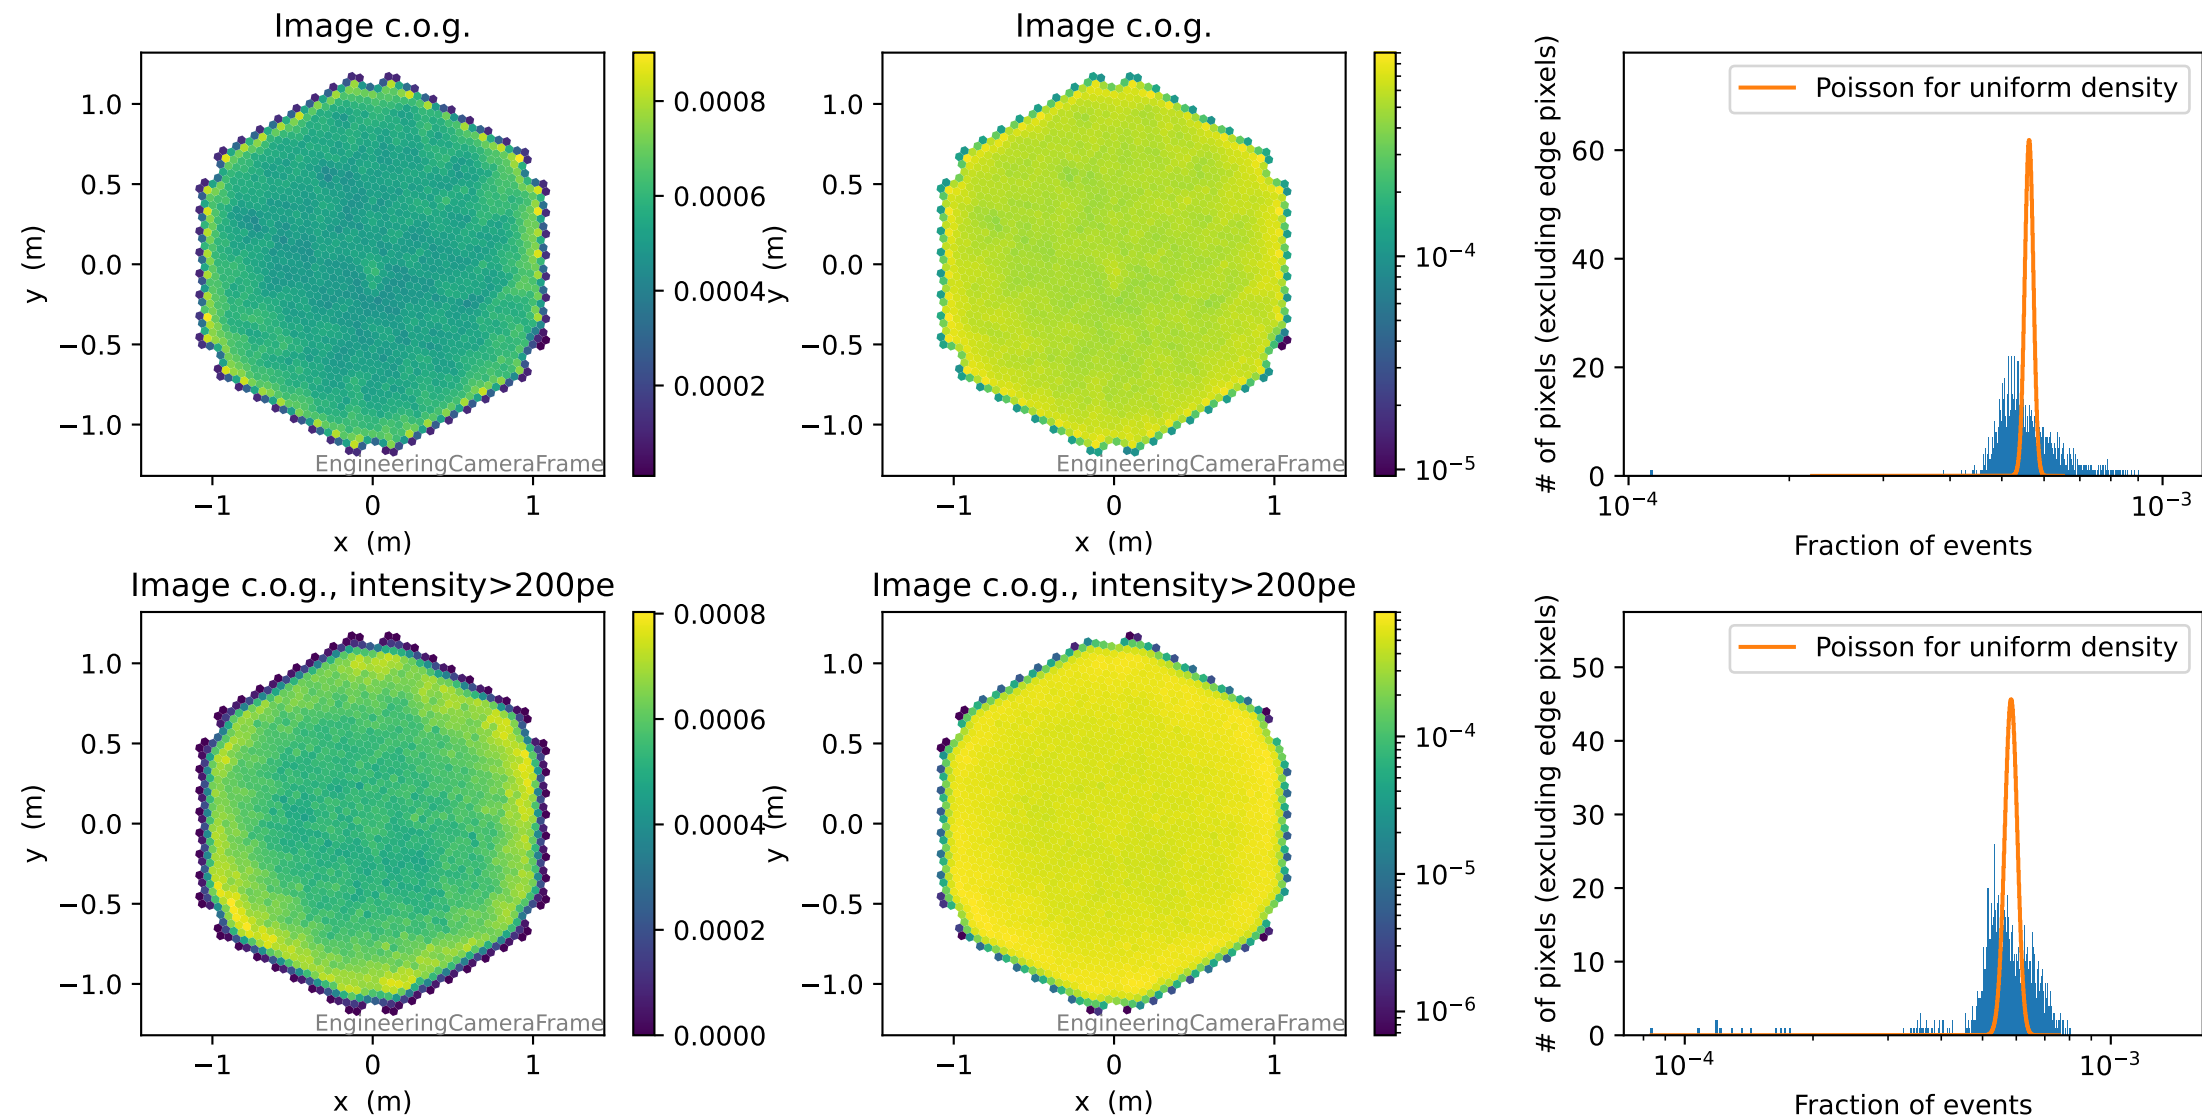 Image c.o.g.
Image c.o.g.
1.0
0.5
0.0
−0.5
−1.0
y (m)
−1
0
1
x (m)
EngineeringCameraFrame
0.0008
0.0006
0.0004
0.0002
1.0
0.5
0.0
−0.5
−1.0
y (m)
−1
0
1
x (m)
EngineeringCameraFrame
10⁻⁴
10⁻⁵
# of pixels (excluding edge pixels)
60
40
20
0
Poisson for uniform density
10⁻⁴
10⁻³
Fraction of events
Image c.o.g., intensity>200pe
Image c.o.g., intensity>200pe
1.0
0.5
0.0
−0.5
−1.0
y (m)
−1
0
1
x (m)
EngineeringCameraFrame
0.0008
0.0006
0.0004
0.0002
0.0000
1.0
0.5
0.0
−0.5
−1.0
y (m)
−1
0
1
x (m)
EngineeringCameraFrame
10⁻⁴
10⁻⁵
10⁻⁶
# of pixels (excluding edge pixels)
50
40
30
20
10
0
Poisson for uniform density
10⁻⁴
10⁻³
Fraction of events